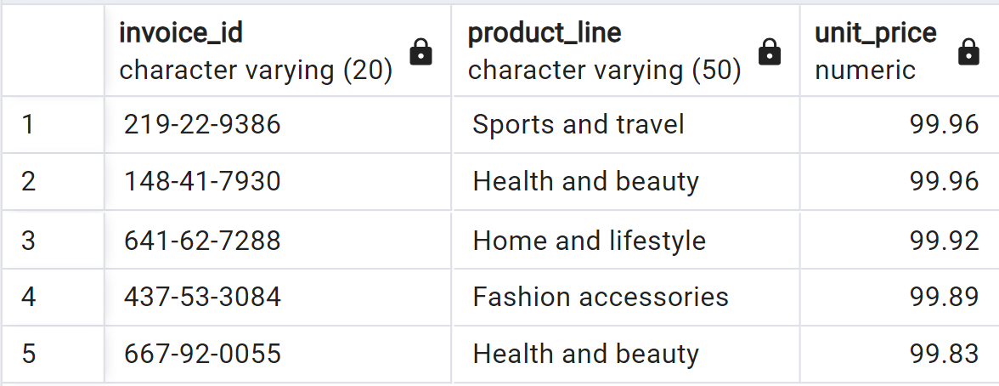 invoice_id product_line unit_price
character varying (20) character varying (50) numeric
1 219-22-9386 Sports and travel 99.96
2 148-41-7930 Health and beauty 99.96
3 641-62-7288 Home and lifestyle 99.92
4 437-53-3084 Fashion accessories 99.89
5 667-92-0055 Health and beauty 99.83